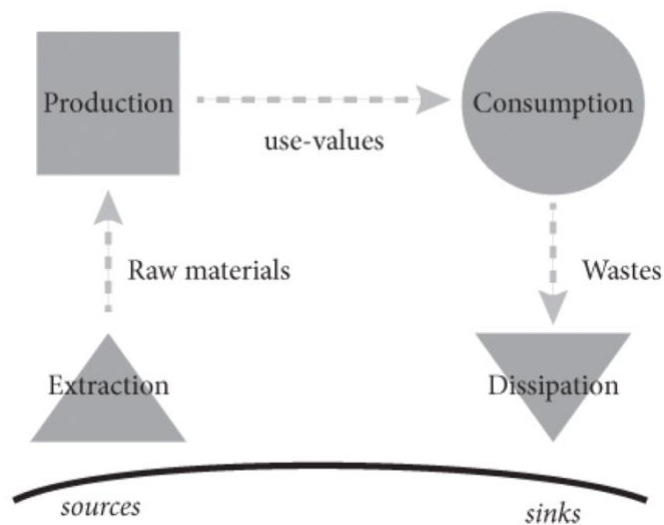 Production
Consumption
use-values
Raw materials
Wastes
Extraction
Dissipation
sources
sinks